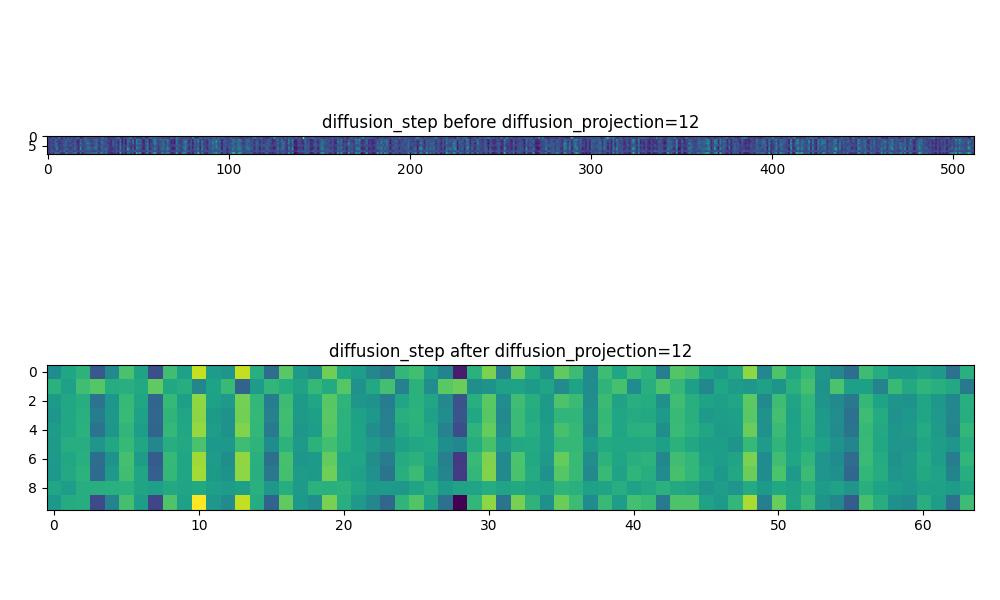 diffusion_step before diffusion_projection=12
0
5
0 100 200 300 400 500
diffusion_step after diffusion_projection=12
0
2
4
6
8
0 10 20 30 40 50 60